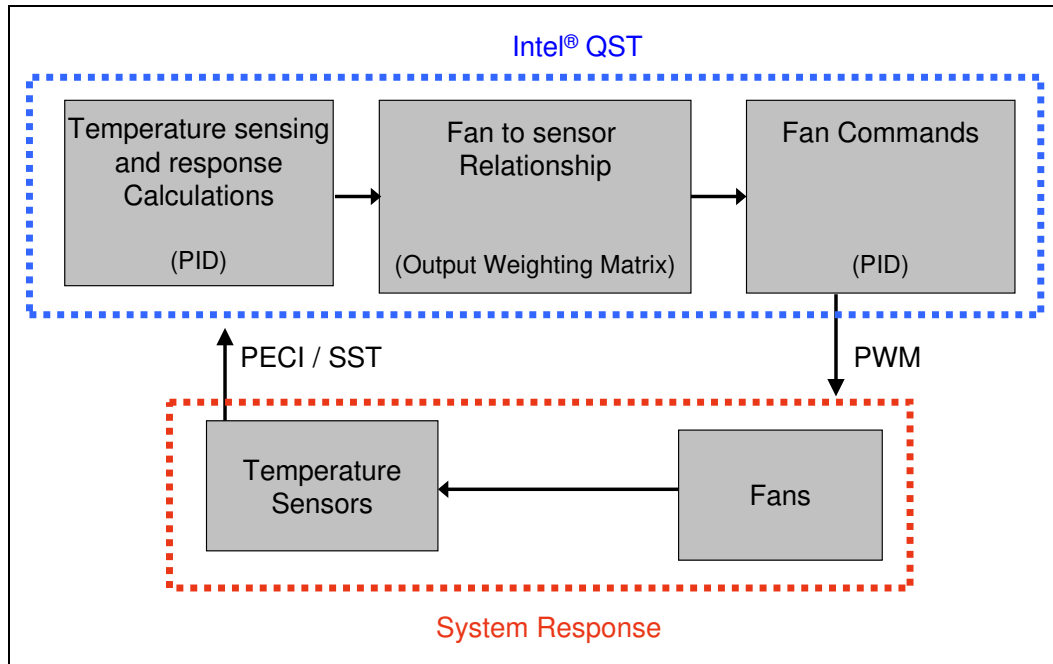 Intel® QST
Temperature sensing
and response
Calculations
(PID)
Fan to sensor
Relationship
(Output Weighting Matrix)
Fan Commands
(PID)
PECI / SST
PWM
Temperature
Sensors
Fans
System Response